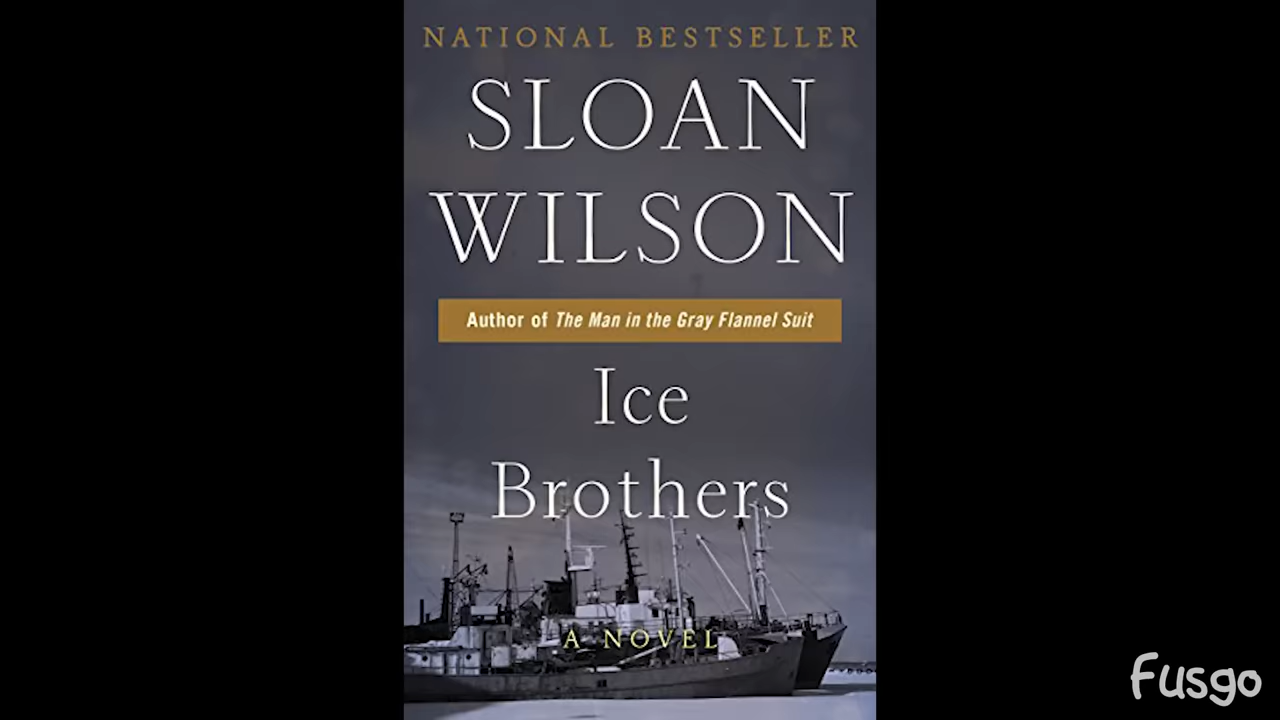 NATIONAL BESTSELLER
SLOAN
WILSON
Author of The Man in the Gray Flannel Suit
Ice
Brothers
A NOVEL
Fusgo